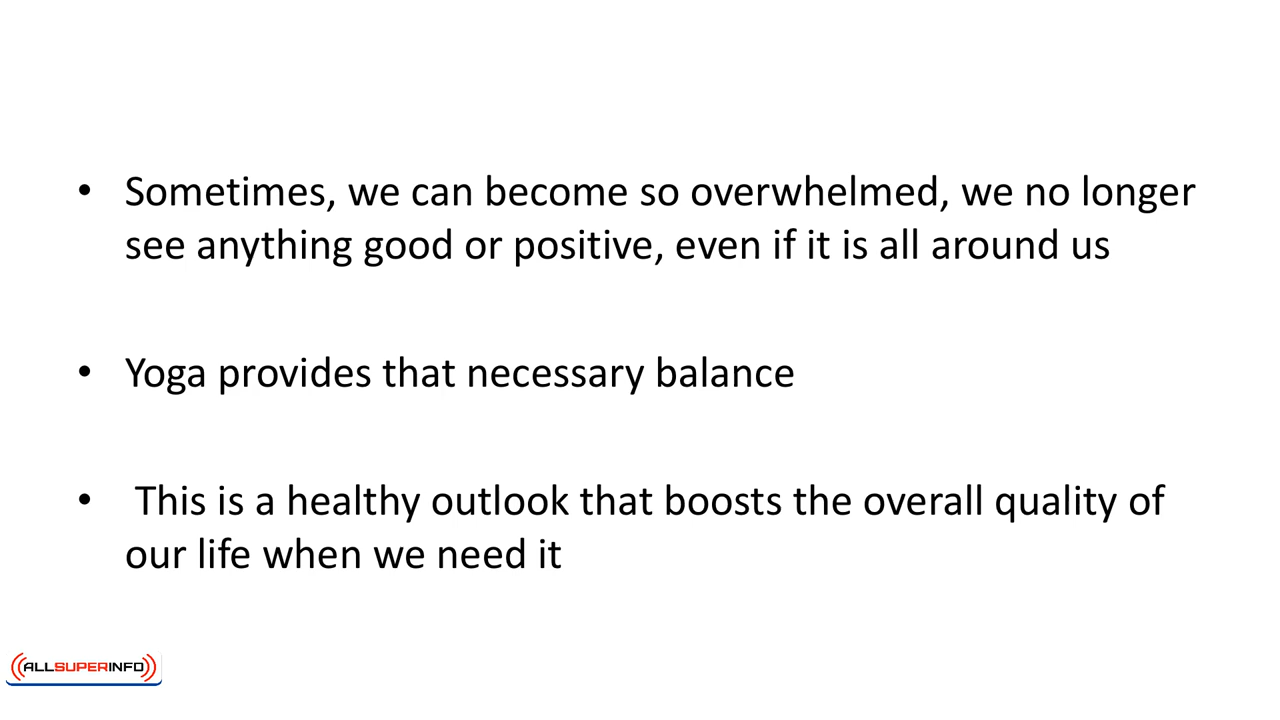 • Sometimes, we can become so overwhelmed, we no longer
see anything good or positive, even if it is all around us
• Yoga provides that necessary balance
• This is a healthy outlook that boosts the overall quality of
our life when we need it
ALLSUPERINFO